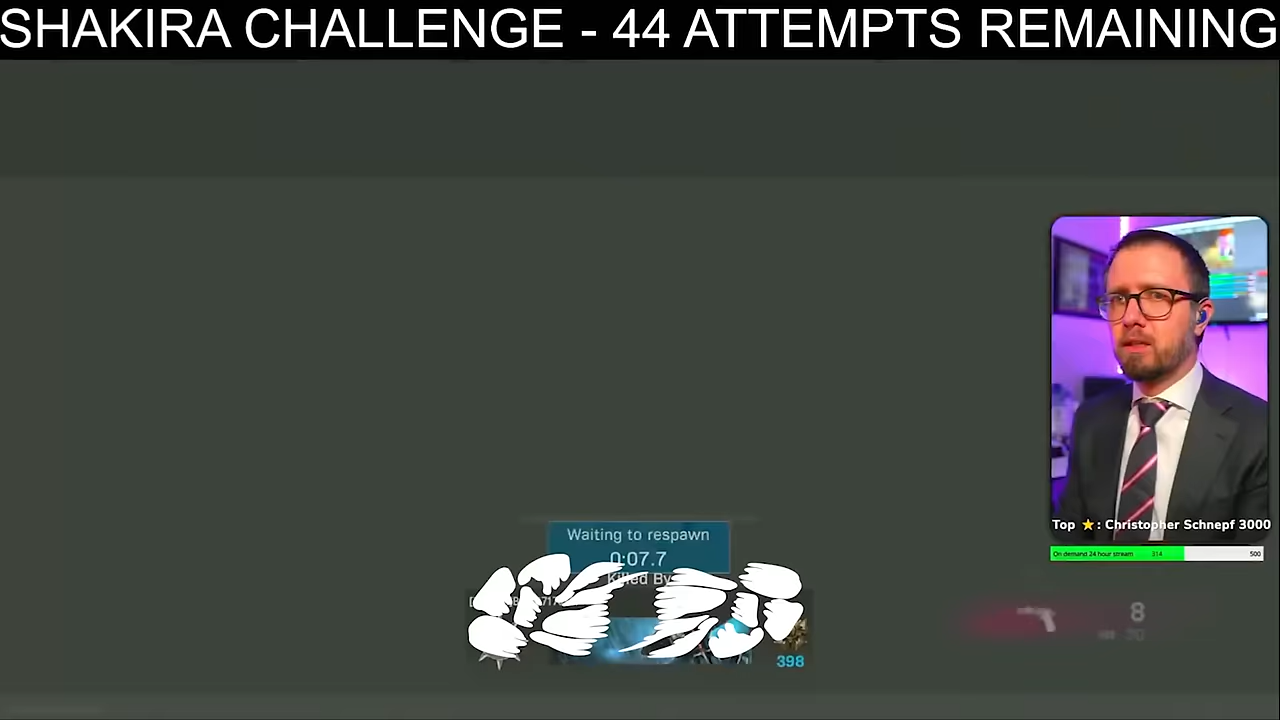 SHAKIRA CHALLENGE - 44 ATTEMPTS REMAINING
Waiting to respawn
0:07.7
Killed By
398
Top ⭐: Christopher Schnepf 3000
On demand 24 hour stream 314 500
8